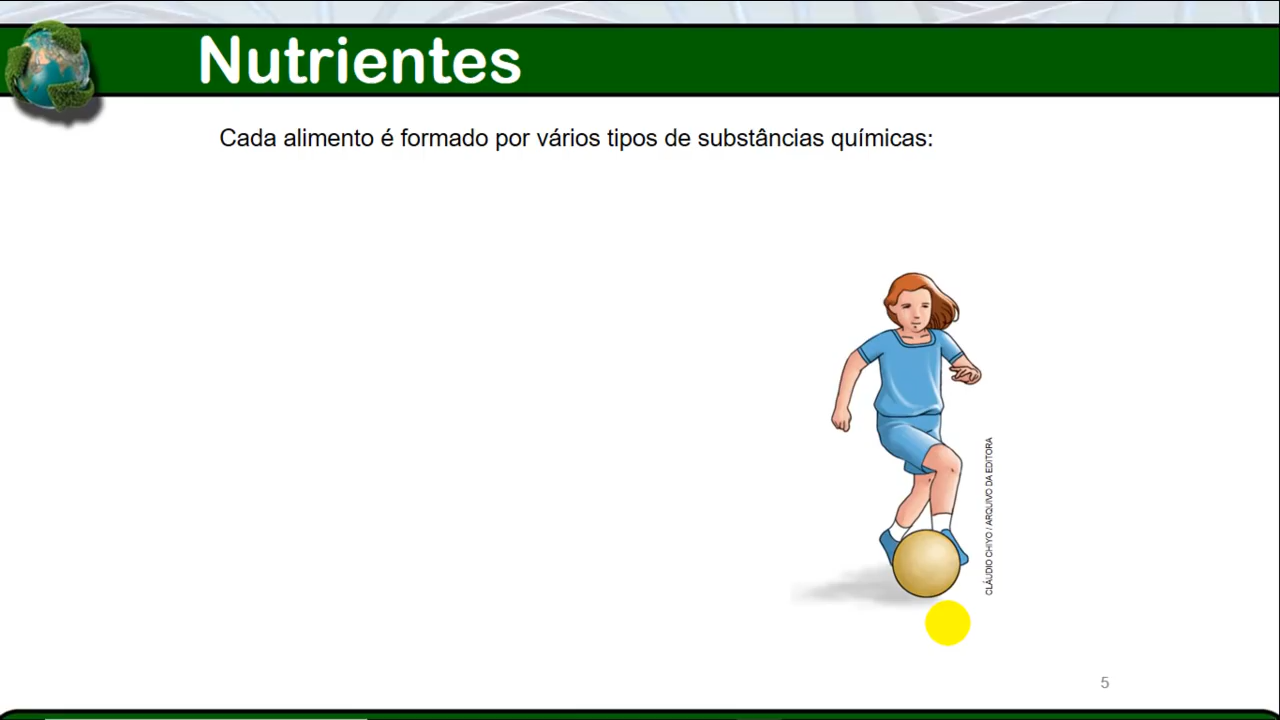 Nutrientes
Cada alimento é formado por vários tipos de substâncias químicas:
CLÁUDIO CHIYO / ARQUIVO DA EDITORA
5